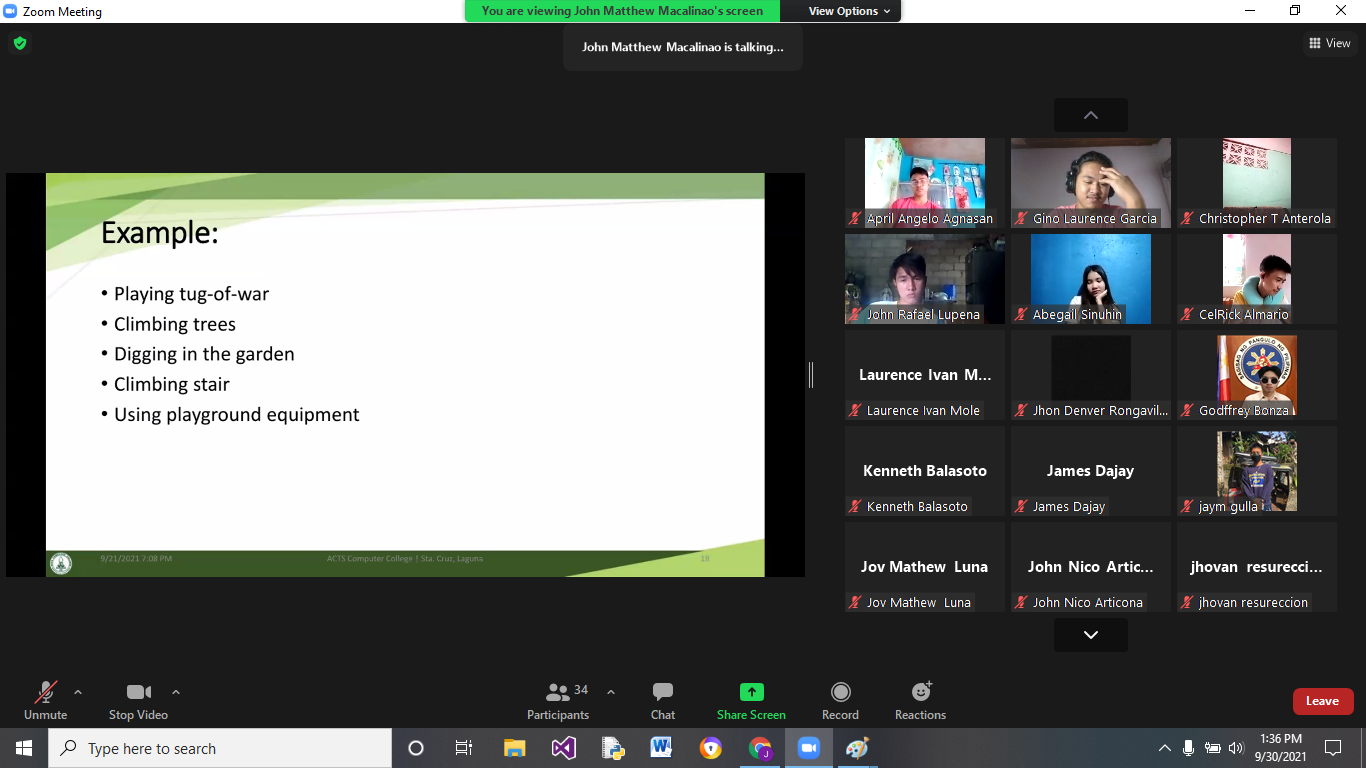 Zoom Meeting
You are viewing John Matthew Macalinao's screen
View Options
John Matthew Macalinao is talking...
View
Example:
• Playing tug-of-war
• Climbing trees
• Digging in the garden
• Climbing stair
• Using playground equipment
9/21/2021 7:08 PM
ACTS Computer College | Sta. Cruz, Laguna
18
April Angelo Agnasan
Gino Laurence Garcia
Christopher T Anterola
John Rafael Lupena
Abegail Sinuhin
CelRick Almario
Laurence Ivan M...
Laurence Ivan Mole
Jhon Denver Rongavil...
Godffrey Bonza
Kenneth Balasoto
Kenneth Balasoto
James Dajay
James Dajay
jaym gulla
Jov Mathew Luna
Jov Mathew Luna
John Nico Artic...
John Nico Articona
jhovan resurecci...
jhovan resureccion
Unmute
Stop Video
34
Participants
Chat
Share Screen
Record
Reactions
Leave
Type here to search
1:36 PM
9/30/2021